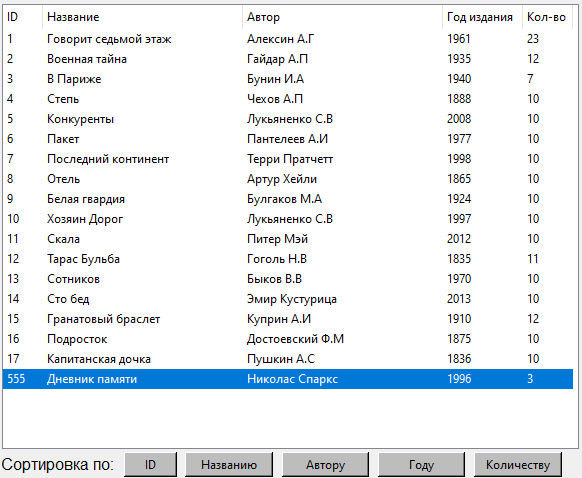 ID Название Автор Год издания Кол-во
1 Говорит седьмой этаж Алексин А.Г 1961 23
2 Военная тайна Гайдар А.П 1935 12
3 В Париже Бунин И.А 1940 7
4 Степь Чехов А.П 1888 10
5 Конкуренты Лукьяненко С.В 2008 10
6 Пакет Пантелеев А.И 1977 10
7 Последний континент Терри Пратчетт 1998 10
8 Отель Артур Хейли 1865 10
9 Белая гвардия Булгаков М.А 1924 10
10 Хозяин Дорог Лукьяненко С.В 1997 10
11 Скала Питер Мэй 2012 10
12 Тарас Бульба Гоголь Н.В 1835 11
13 Сотников Быков В.В 1970 10
14 Сто бед Эмир Кустурица 2013 10
15 Гранатовый браслет Куприн А.И 1910 12
16 Подросток Достоевский Ф.М 1875 10
17 Капитанская дочка Пушкин А.С 1836 10
555 Дневник памяти Николас Спаркс 1996 3
Сортировка по: ID Названию Автору Году Количеству